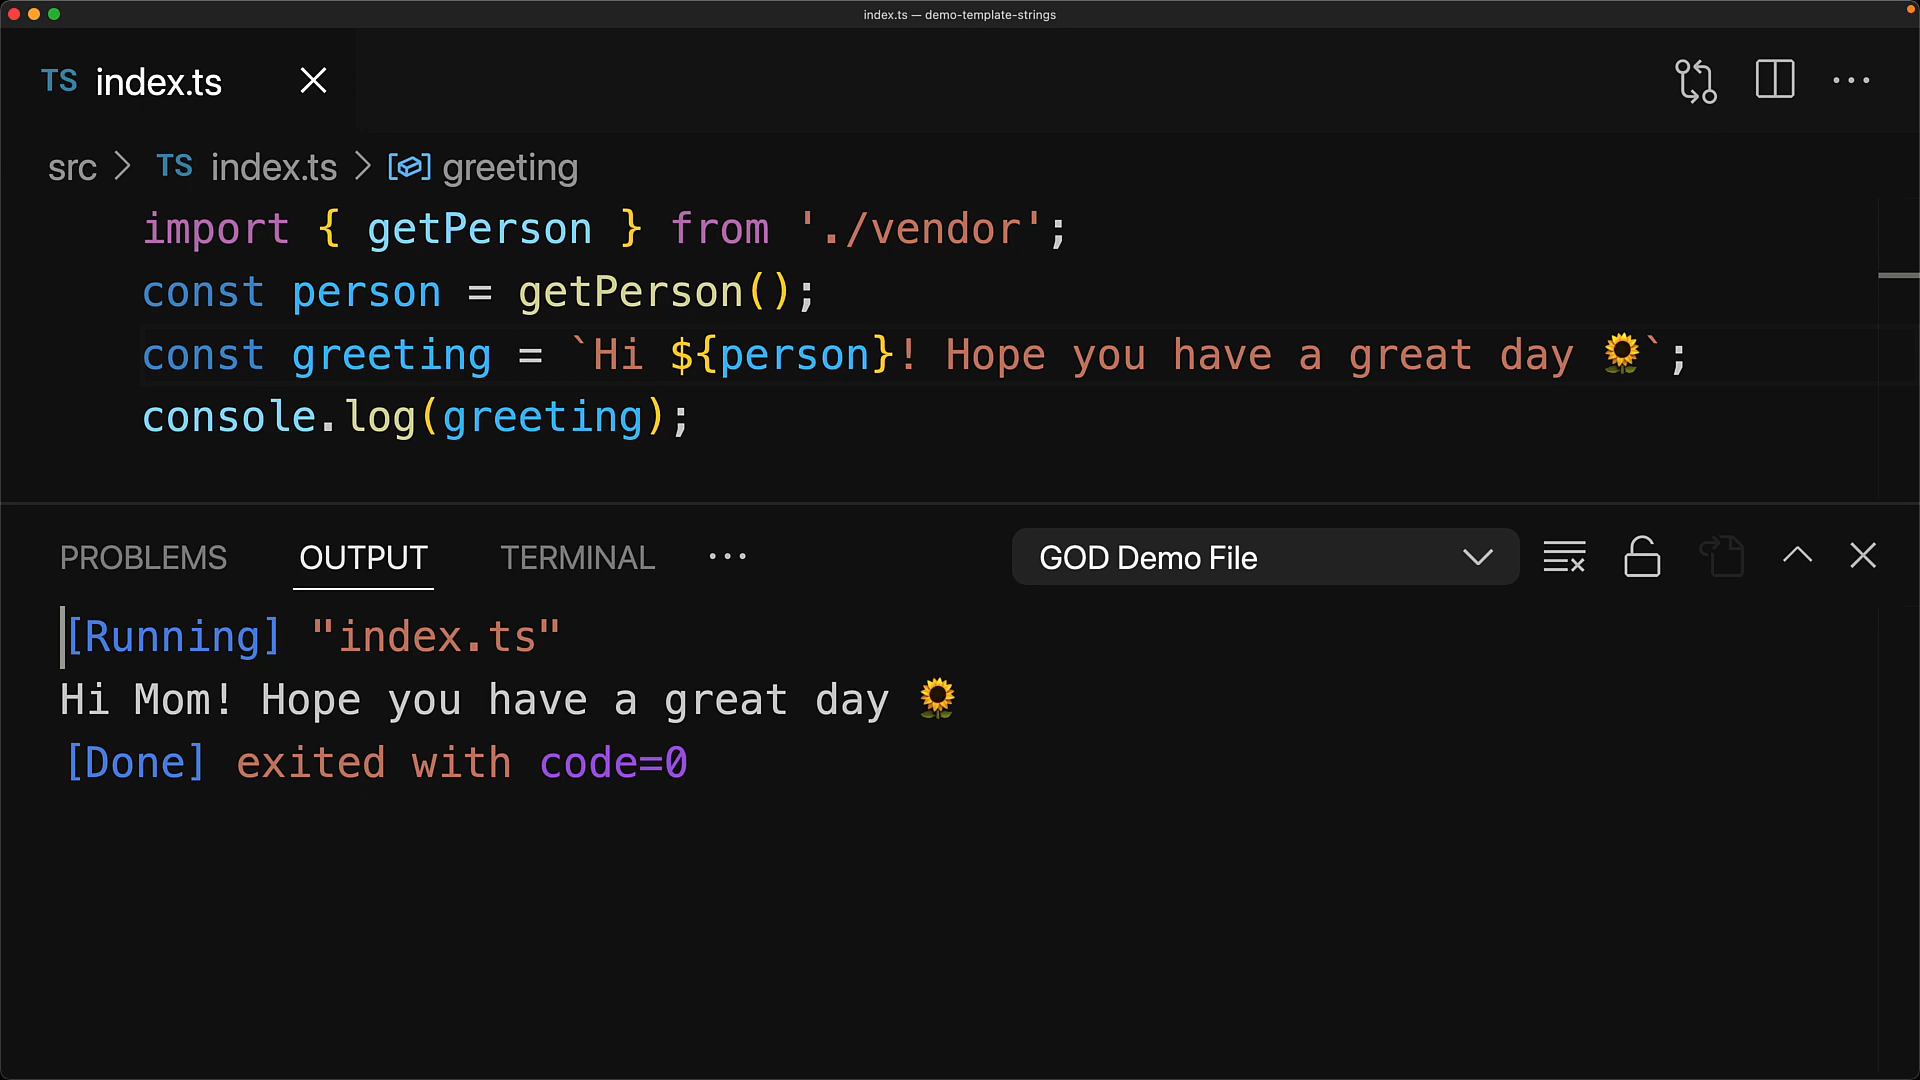 index.ts — demo-template-strings
TS index.ts
src > TS index.ts > greeting
import { getPerson } from './vendor';
const person = getPerson();
const greeting = `Hi ${person}! Hope you have a great day 🌻`;
console.log(greeting);
PROBLEMS OUTPUT TERMINAL ··· GOD Demo File
[Running] "index.ts"
Hi Mom! Hope you have a great day 🌻
[Done] exited with code=0